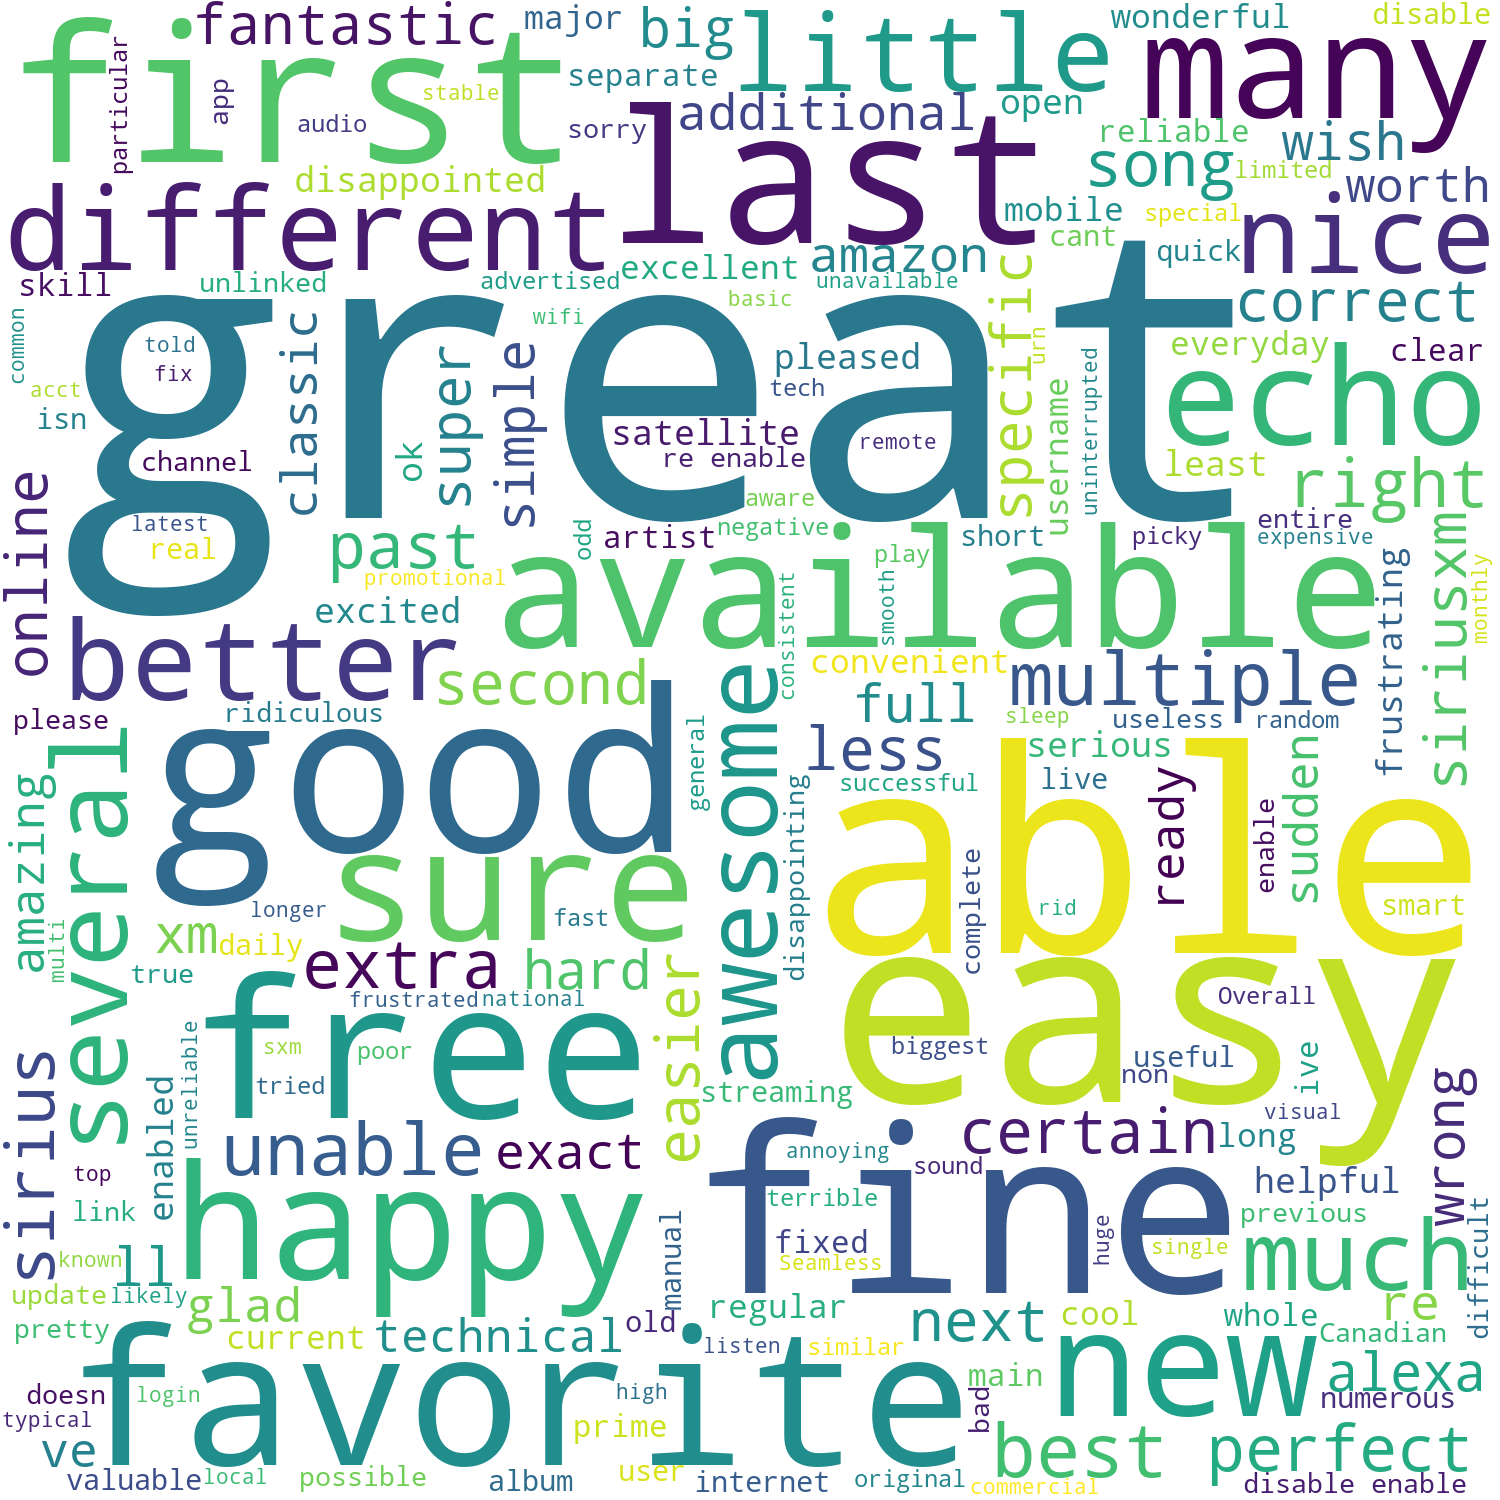 fantastic
major
big
little
wonderful
disable
first
particular
app
stable
separate
many
audio
sorry
additional
open
last
reliable
wish
disappointed
song
limited
worth
different
mobile
special
nice
cant
quick
amazon
skill
unlinked
advertised
excellent
unavailable
specific
correct
great
basic
wifi
common
told
fix
classic
super
simple
pleased
urn
everyday
clear
echo
acct
isn
tech
username
uninterrupted
ok
satellite
remote
channel
re enable
least
right
online
latest
real
past
odd
artist
aware
negative
short
picky
entire
expensive
play
available
promotional
excited
smooth
consistent
frustrating
siriusxm
monthly
better
second
awesome
convenient
multiple
please
ridiculous
full
sleep
useless
random
several
good
general
less
serious
amazing
successful
live
sudden
disappointing
able
ready
enable
sure
longer
fast
complete
rid
smart
multi
xm
daily
true
extra
hard
easier
easy
frustrated
national
Overall
free
sirius
unreliable
sxm
poor
tried
biggest
useful
non
ive
streaming
visual
enabled
unable
exact
certain
long
wrong
annoying
sound
top
happy
fine
terrible
helpful
link
manual
previous
difficult
known
ll
fixed
Seamless
huge
single
much
update
likely
glad
regular
next
cool
re
pretty
current
technical
old
whole
Canadian
favorite
listen
similar
new
main
alexa
doesn
login
high
bad
numerous
typical
ve
prime
best
perfect
valuable
local
possible
album
user
internet
original
commercial
disable enable